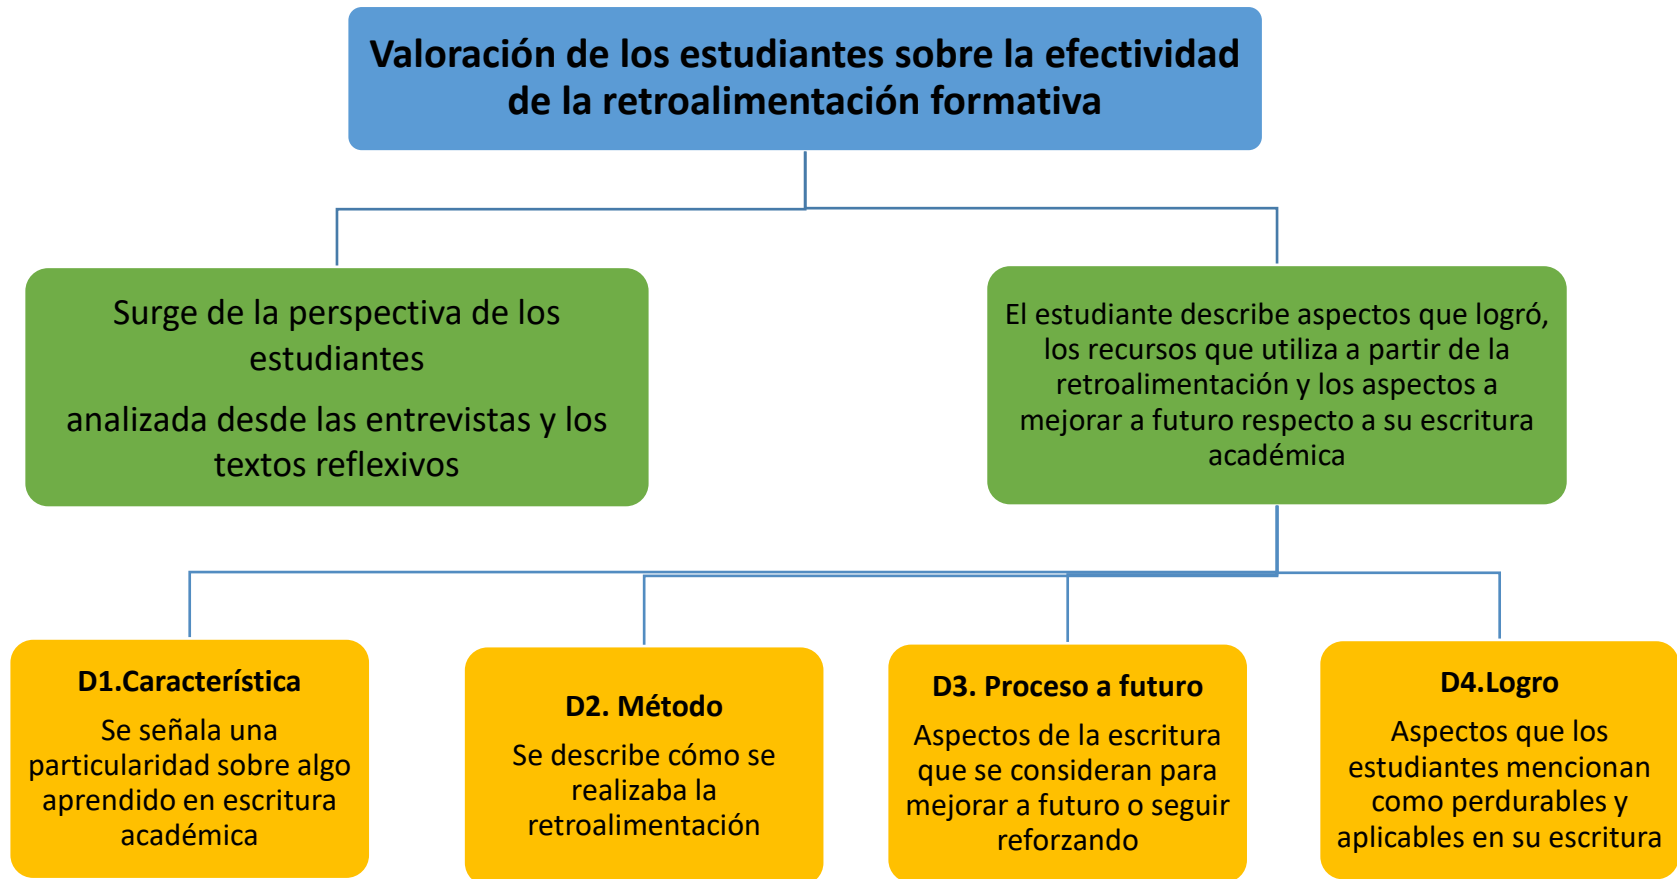 Valoración de los estudiantes sobre la efectividad
de la retroalimentación formativa
Surge de la perspectiva de los
estudiantes
analizada desde las entrevistas y los
textos reflexivos
El estudiante describe aspectos que logró,
los recursos que utiliza a partir de la
retroalimentación y los aspectos a
mejorar a futuro respecto a su escritura
académica
D1.Característica
Se señala una
particularidad sobre algo
aprendido en escritura
académica
D2. Método
Se describe cómo se
realizaba la
retroalimentación
D3. Proceso a futuro
Aspectos de la escritura
que se consideran para
mejorar a futuro o seguir
reforzando
D4.Logro
Aspectos que los
estudiantes mencionan
como perdurables y
aplicables en su escritura